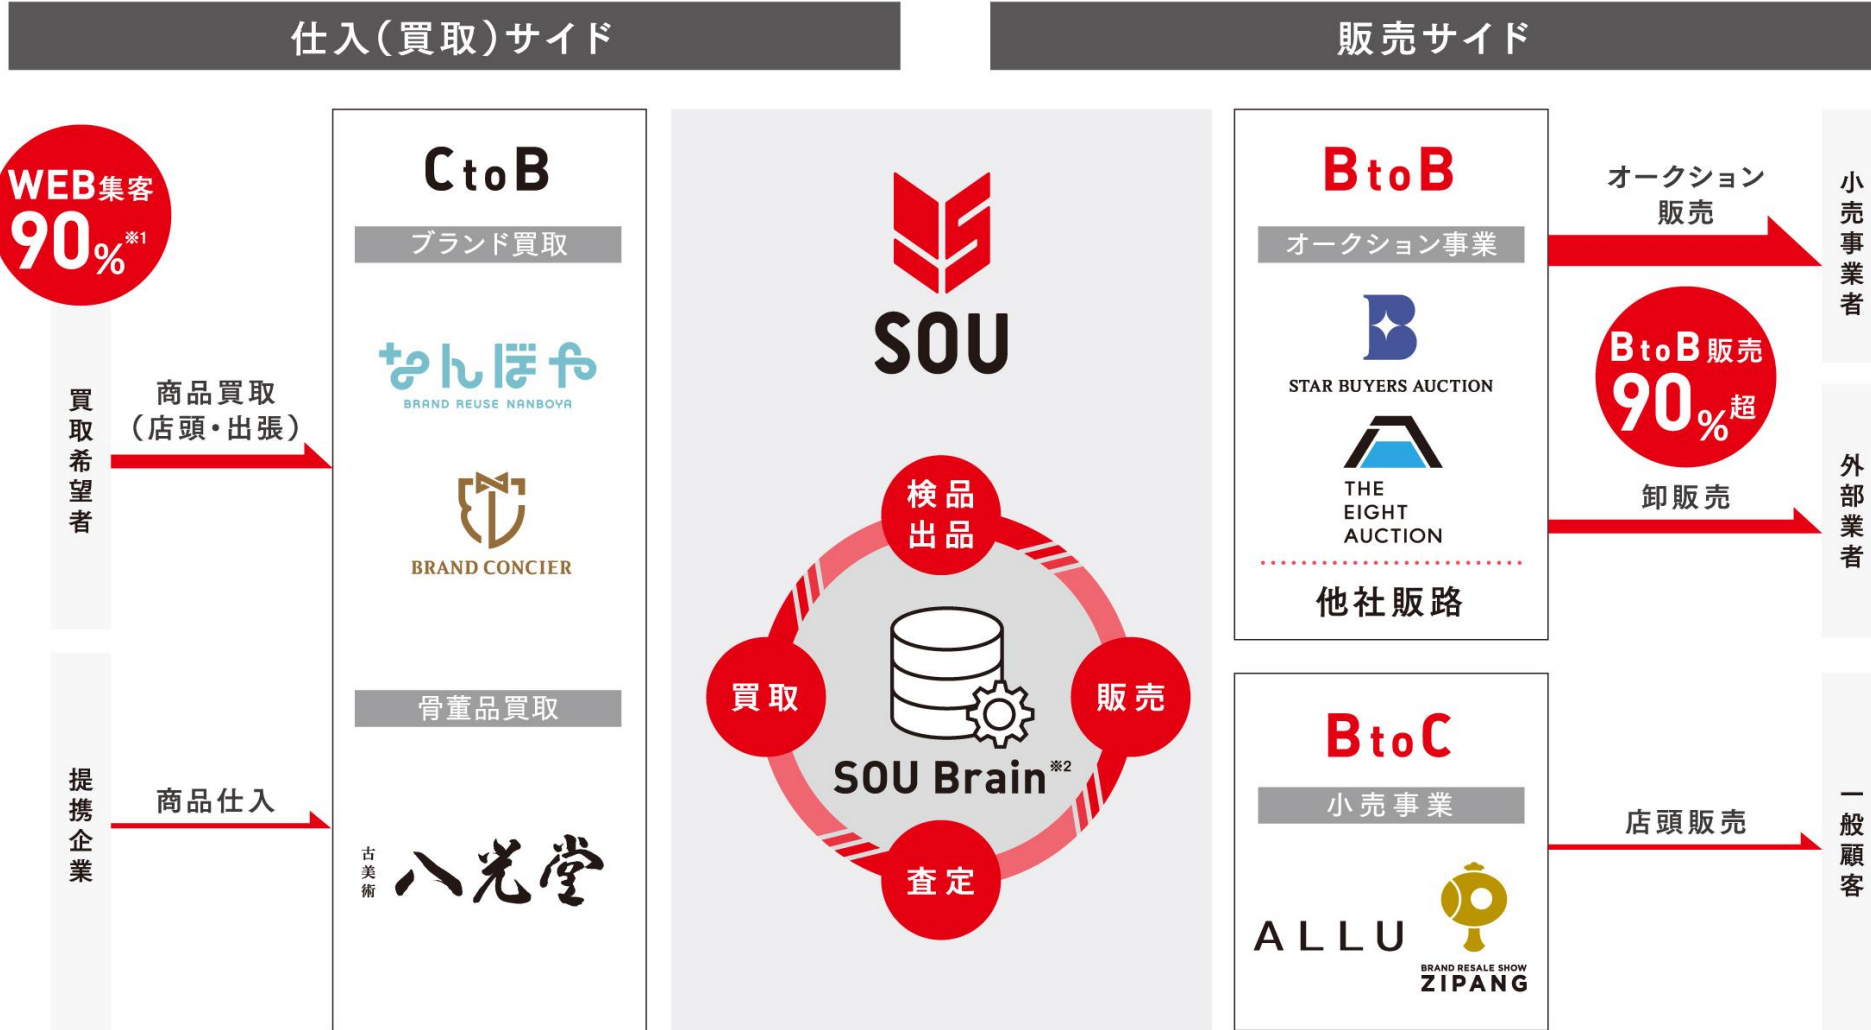 仕入(買取)サイド
販売サイド
WEB集客
90%※1
買取希望者
商品買取
(店頭・出張)
提携企業
商品仕入
CtoB
ブランド買取
なんぼや
BRAND REUSE NANBOYA
BRAND CONCIER
骨董品買取
古美術
八光堂
SOU
検品
出品
買取
販売
SOU Brain※2
査定
BtoB
オークション事業
STAR BUYERS AUCTION
THE
EIGHT
AUCTION
他社販路
オークション
販売
BtoB販売
90%超
卸販売
小売事業者
外部業者
BtoC
小売事業
ALLU
BRAND RESALE SHOW
ZIPANG
店頭販売
一般顧客